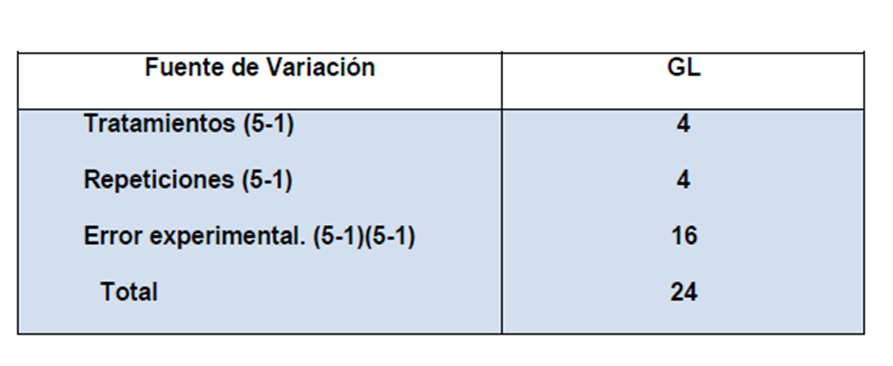 Fuente de Variación GL
Tratamientos (5-1) 4
Repeticiones (5-1) 4
Error experimental. (5-1)(5-1) 16
Total 24